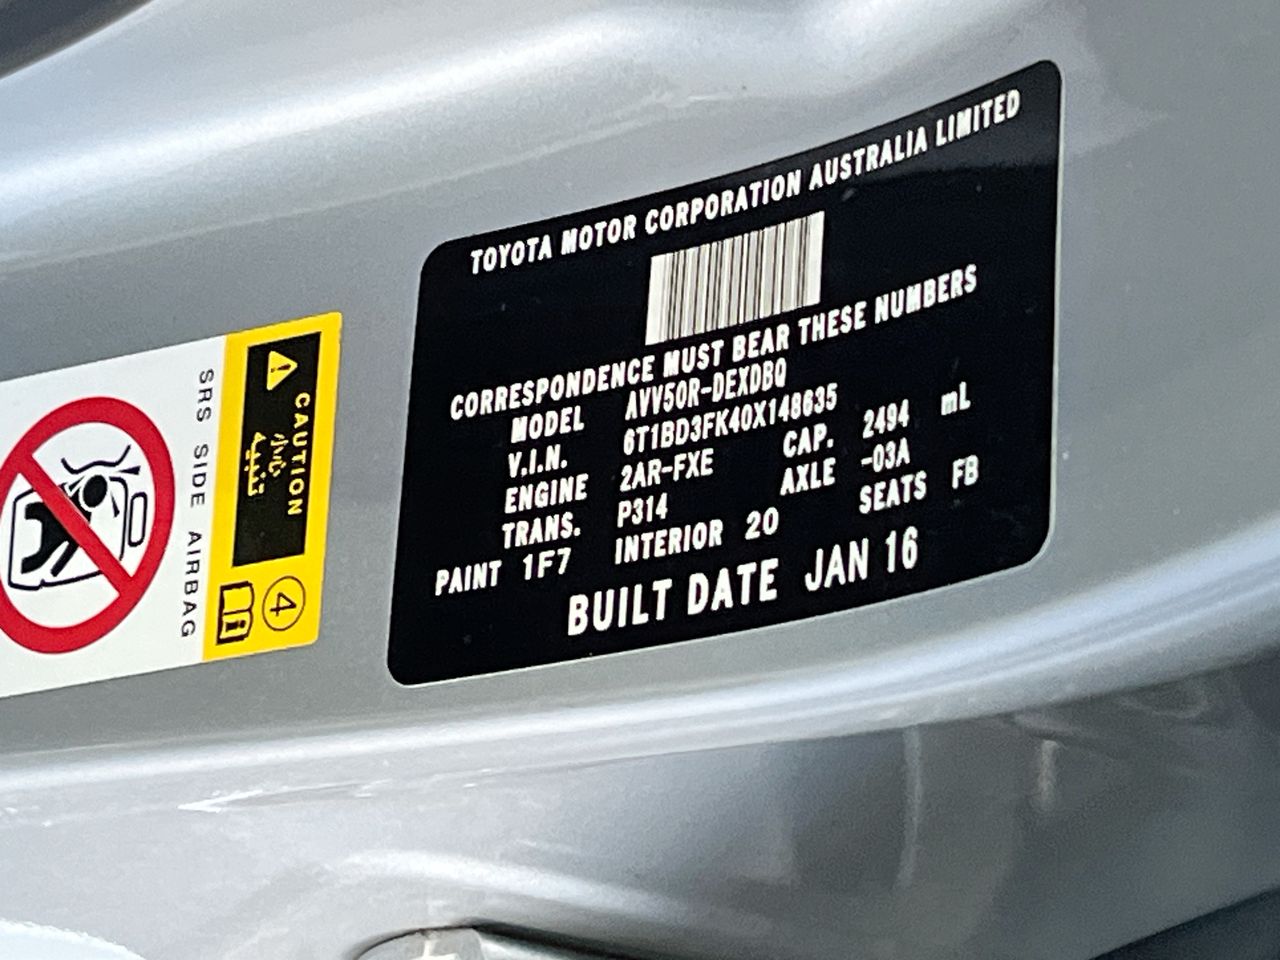 TOYOTA MOTOR CORPORATION AUSTRALIA LIMITED
CORRESPONDENCE MUST BEAR THESE NUMBERS
MODEL AVV50R-DEXDBQ
V.I.N. 6T1BD3FK40X148635
ENGINE 2AR-FXE CAP. 2494 mL
TRANS. P314 AXLE -03A
PAINT 1F7 INTERIOR 20 SEATS FB
BUILT DATE JAN 16
CAUTION
4
SRS SIDE AIRBAG